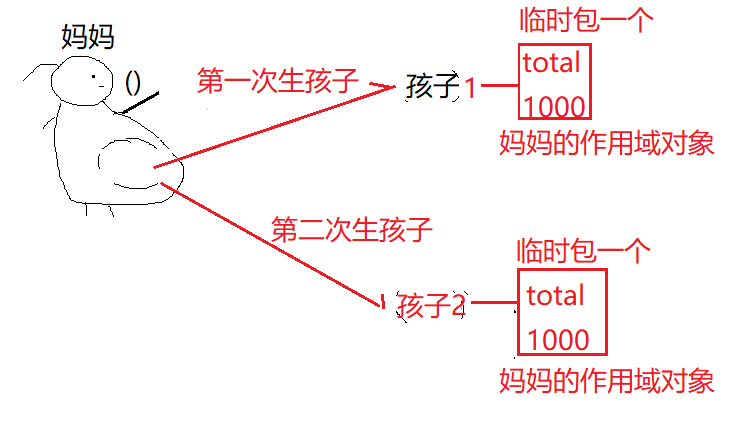 妈妈
()
第一次生孩子
孩子1
临时包一个
total
1000
妈妈的作用域对象
第二次生孩子
孩子2
临时包一个
total
1000
妈妈的作用域对象